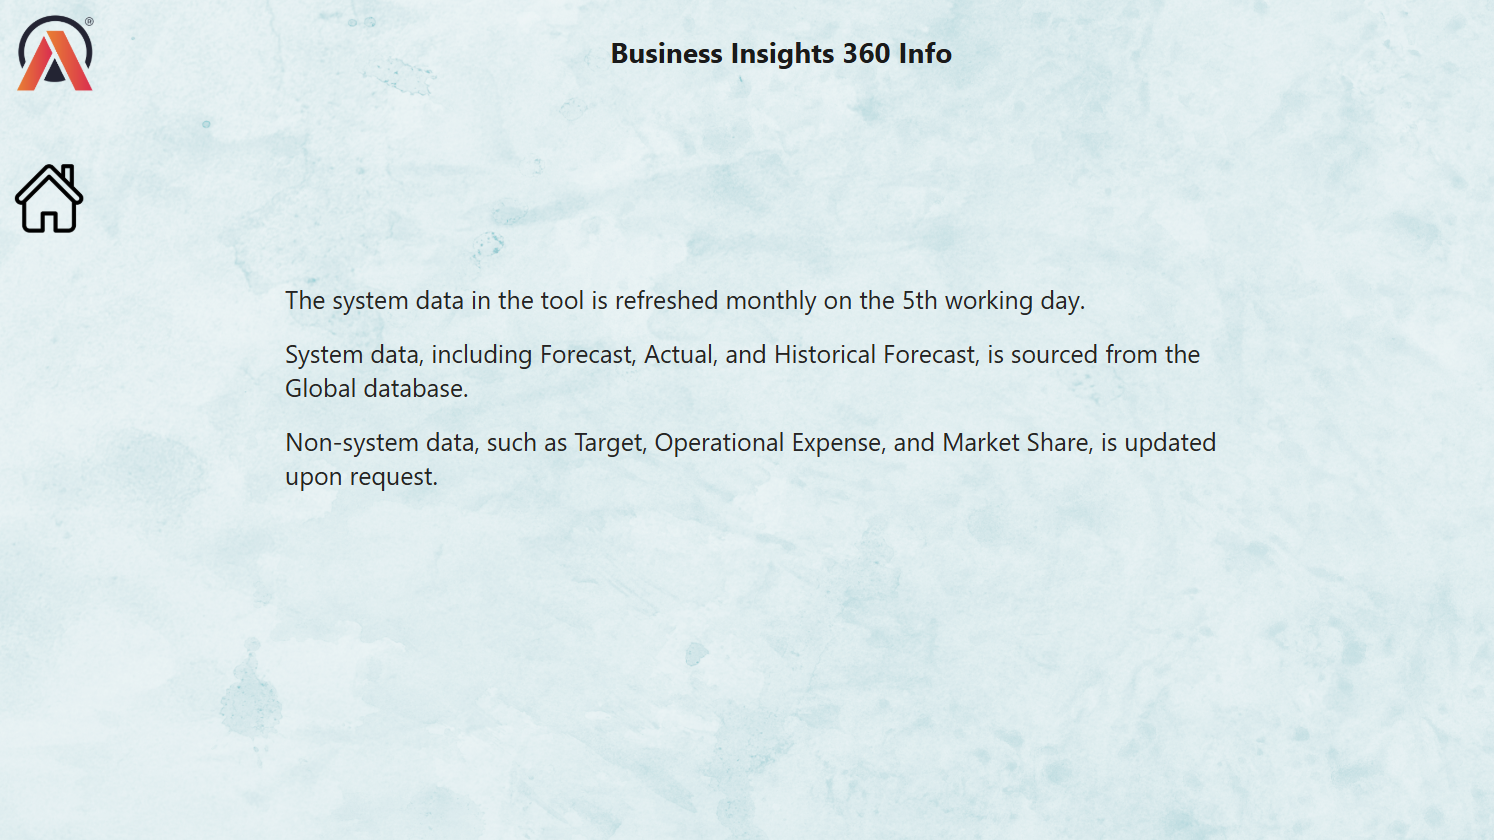 ®
Business Insights 360 Info
The system data in the tool is refreshed monthly on the 5th working day.
System data, including Forecast, Actual, and Historical Forecast, is sourced from the
Global database.
Non-system data, such as Target, Operational Expense, and Market Share, is updated
upon request.